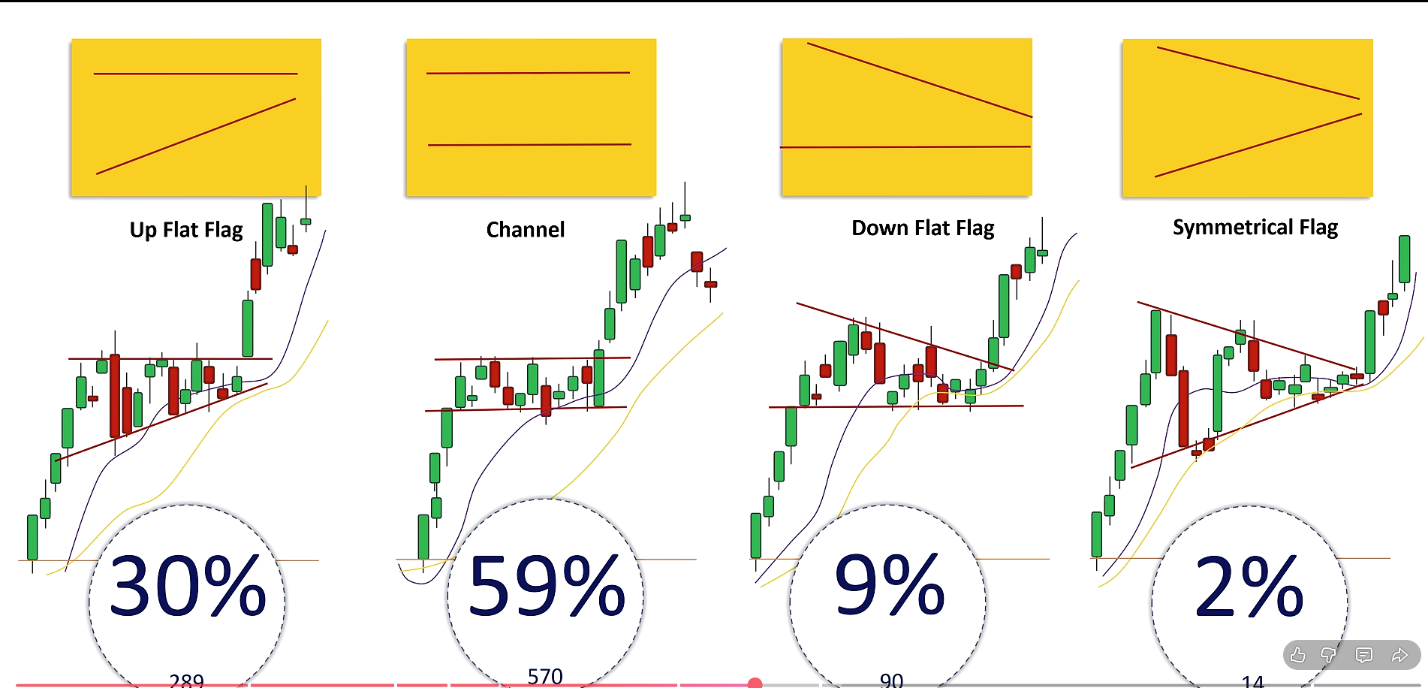 Up Flat Flag
Channel
Down Flat Flag
Symmetrical Flag
30%
59%
9%
2%
289
570
90
14